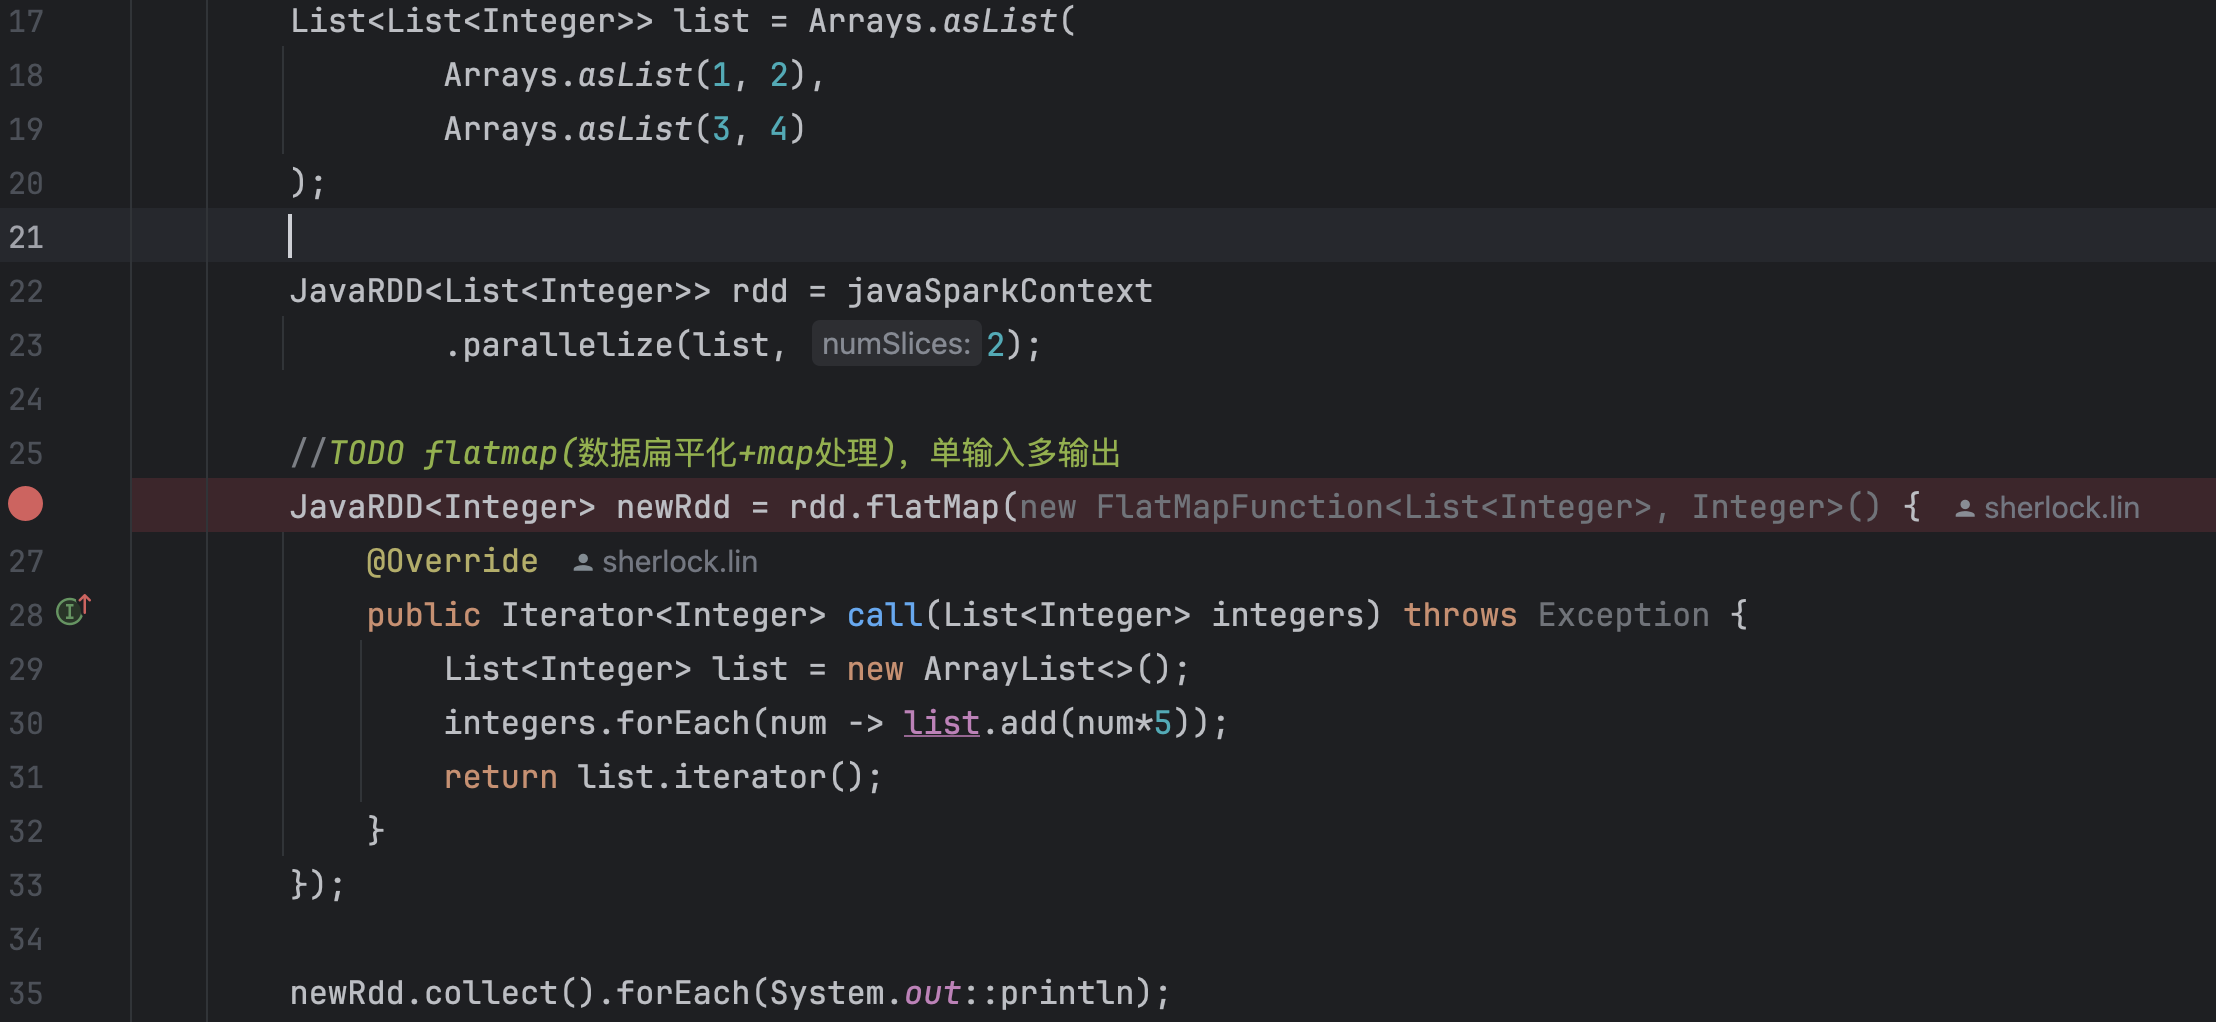 17 List<List<Integer>> list = Arrays.asList(
18 Arrays.asList(1, 2),
19 Arrays.asList(3, 4)
20 );
21
22 JavaRDD<List<Integer>> rdd = javaSparkContext
23 .parallelize(list, numSlices: 2);
24
25 //TODO flatmap(数据扁平化+map处理)，单输入多输出
JavaRDD<Integer> newRdd = rdd.flatMap(new FlatMapFunction<List<Integer>, Integer>() { sherlock.lin
27 @Override sherlock.lin
28 public Iterator<Integer> call(List<Integer> integers) throws Exception {
29 List<Integer> list = new ArrayList<>();
30 integers.forEach(num -> list.add(num*5));
31 return list.iterator();
32 }
33 });
34
35 newRdd.collect().forEach(System.out::println);